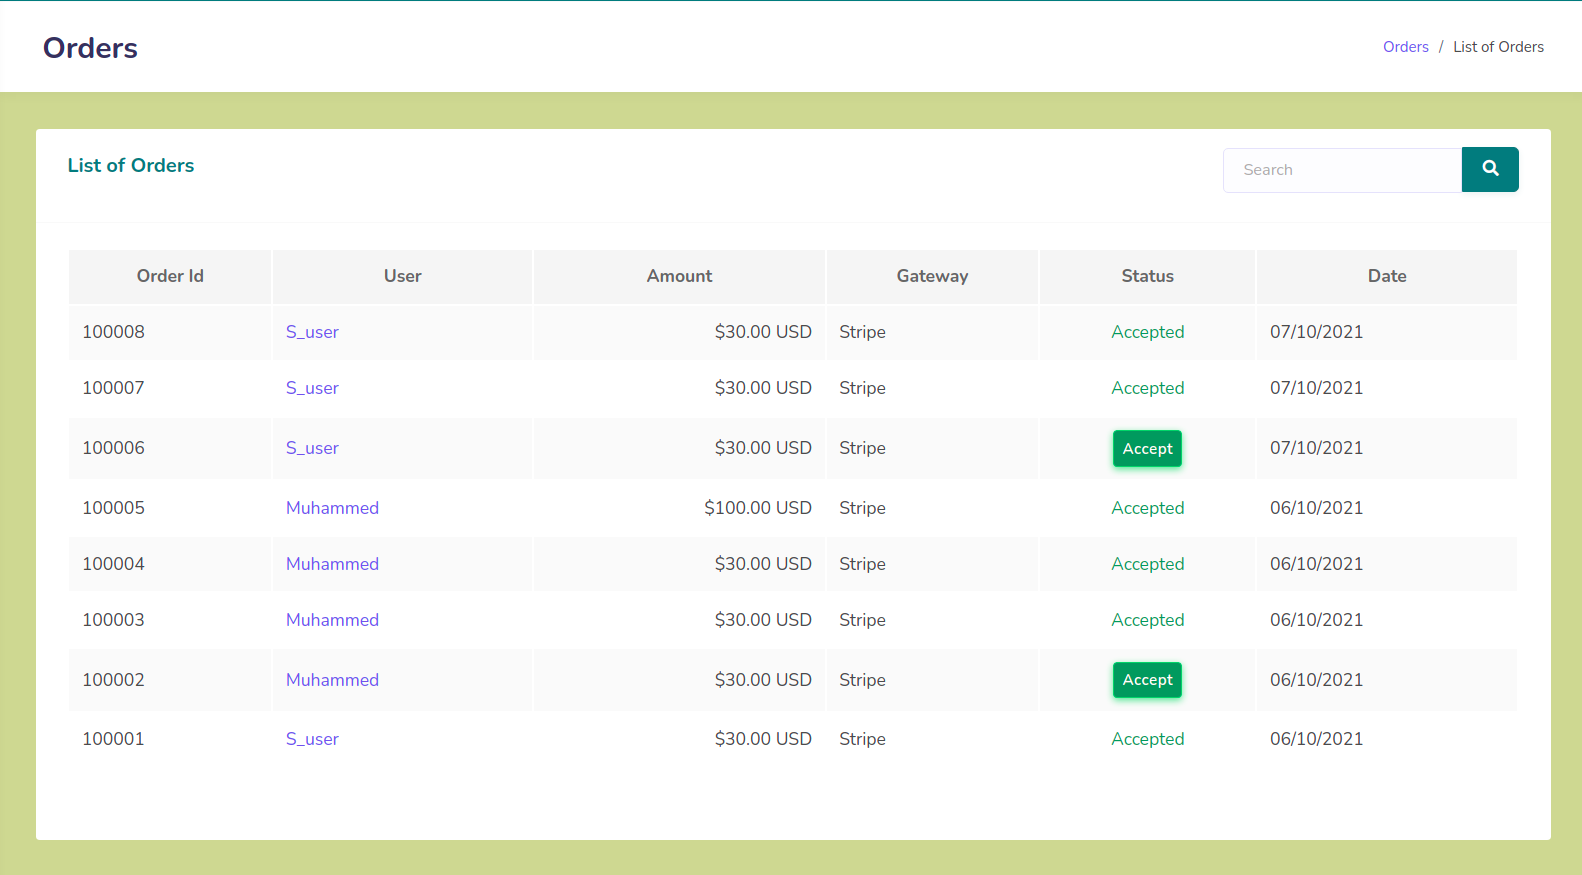 Orders
Orders / List of Orders
List of Orders
Search
Order Id User Amount Gateway Status Date
100008 S_user $30.00 USD Stripe Accepted 07/10/2021
100007 S_user $30.00 USD Stripe Accepted 07/10/2021
100006 S_user $30.00 USD Stripe Accept 07/10/2021
100005 Muhammed $100.00 USD Stripe Accepted 06/10/2021
100004 Muhammed $30.00 USD Stripe Accepted 06/10/2021
100003 Muhammed $30.00 USD Stripe Accepted 06/10/2021
100002 Muhammed $30.00 USD Stripe Accept 06/10/2021
100001 S_user $30.00 USD Stripe Accepted 06/10/2021